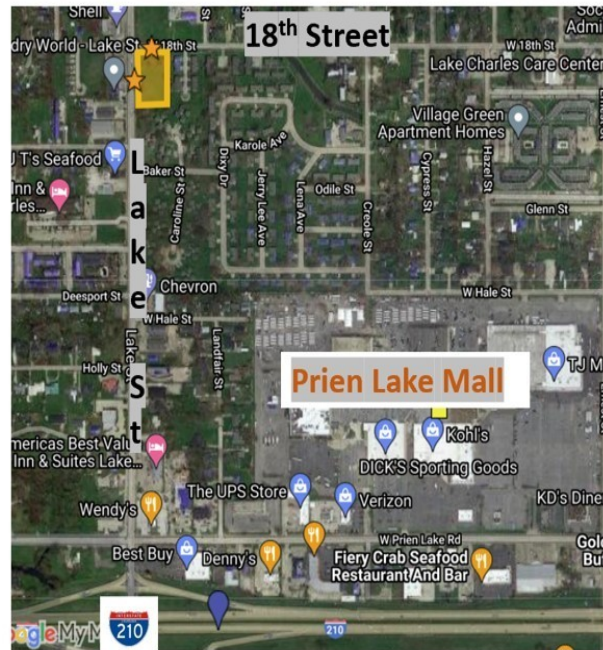 Shell
18th Street
W 18th St
W 18th St
dry World - Lake St
Soc
Admi
Lake Charles Care Center
Village Green
Apartment Homes
Karole Ave
J T's Seafood
Baker St
Dixy Dr
Jerry Lee Ave
Lena Ave
Odile St
Creole St
Cypress St
Hazel St
Glenn St
Inn &
rles...
Caroline St
Lake St
Chevron
Deesport St
W Hale St
W Hale St
Landfair St
Holly St
Lake
Prien Lake Mall
TJ M
Kohl's
DICK'S Sporting Goods
mericas Best Valu
Inn & Suites Lake...
Wendy's
The UPS Store
Verizon
KD's Dine
W Prien Lake Rd
Best Buy
Denny's
Fiery Crab Seafood
Restaurant And Bar
Gol
Buf
ogleMyM
210
210